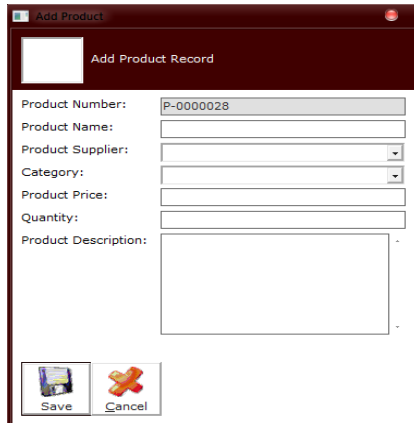 Add Product
Add Product Record
Product Number: P-0000028
Product Name:
Product Supplier:
Category:
Product Price:
Quantity:
Product Description:
Save Cancel